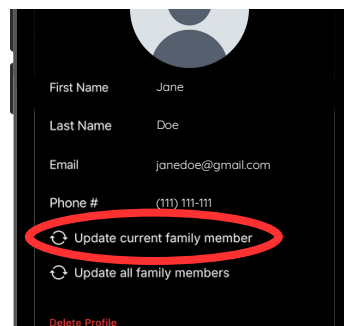 First Name Jane
Last Name Doe
Email janedoe@gmail.com
Phone # (111) 111-111
Update current family member
Update all family members
Delete Profile